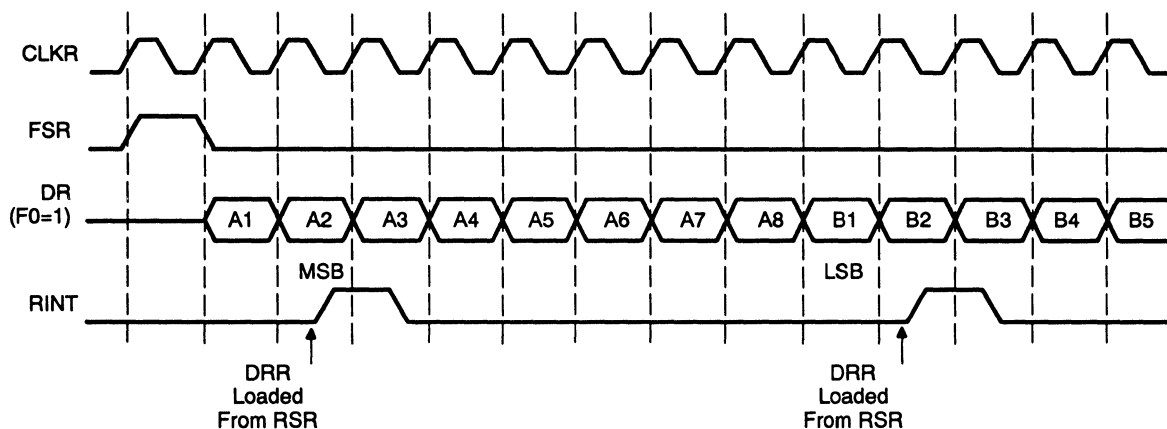 CLKR
FSR
DR
(F0=1)
A1 A2 A3 A4 A5 A6 A7 A8 B1 B2 B3 B4 B5
MSB LSB
RINT
DRR
Loaded
From RSR
DRR
Loaded
From RSR